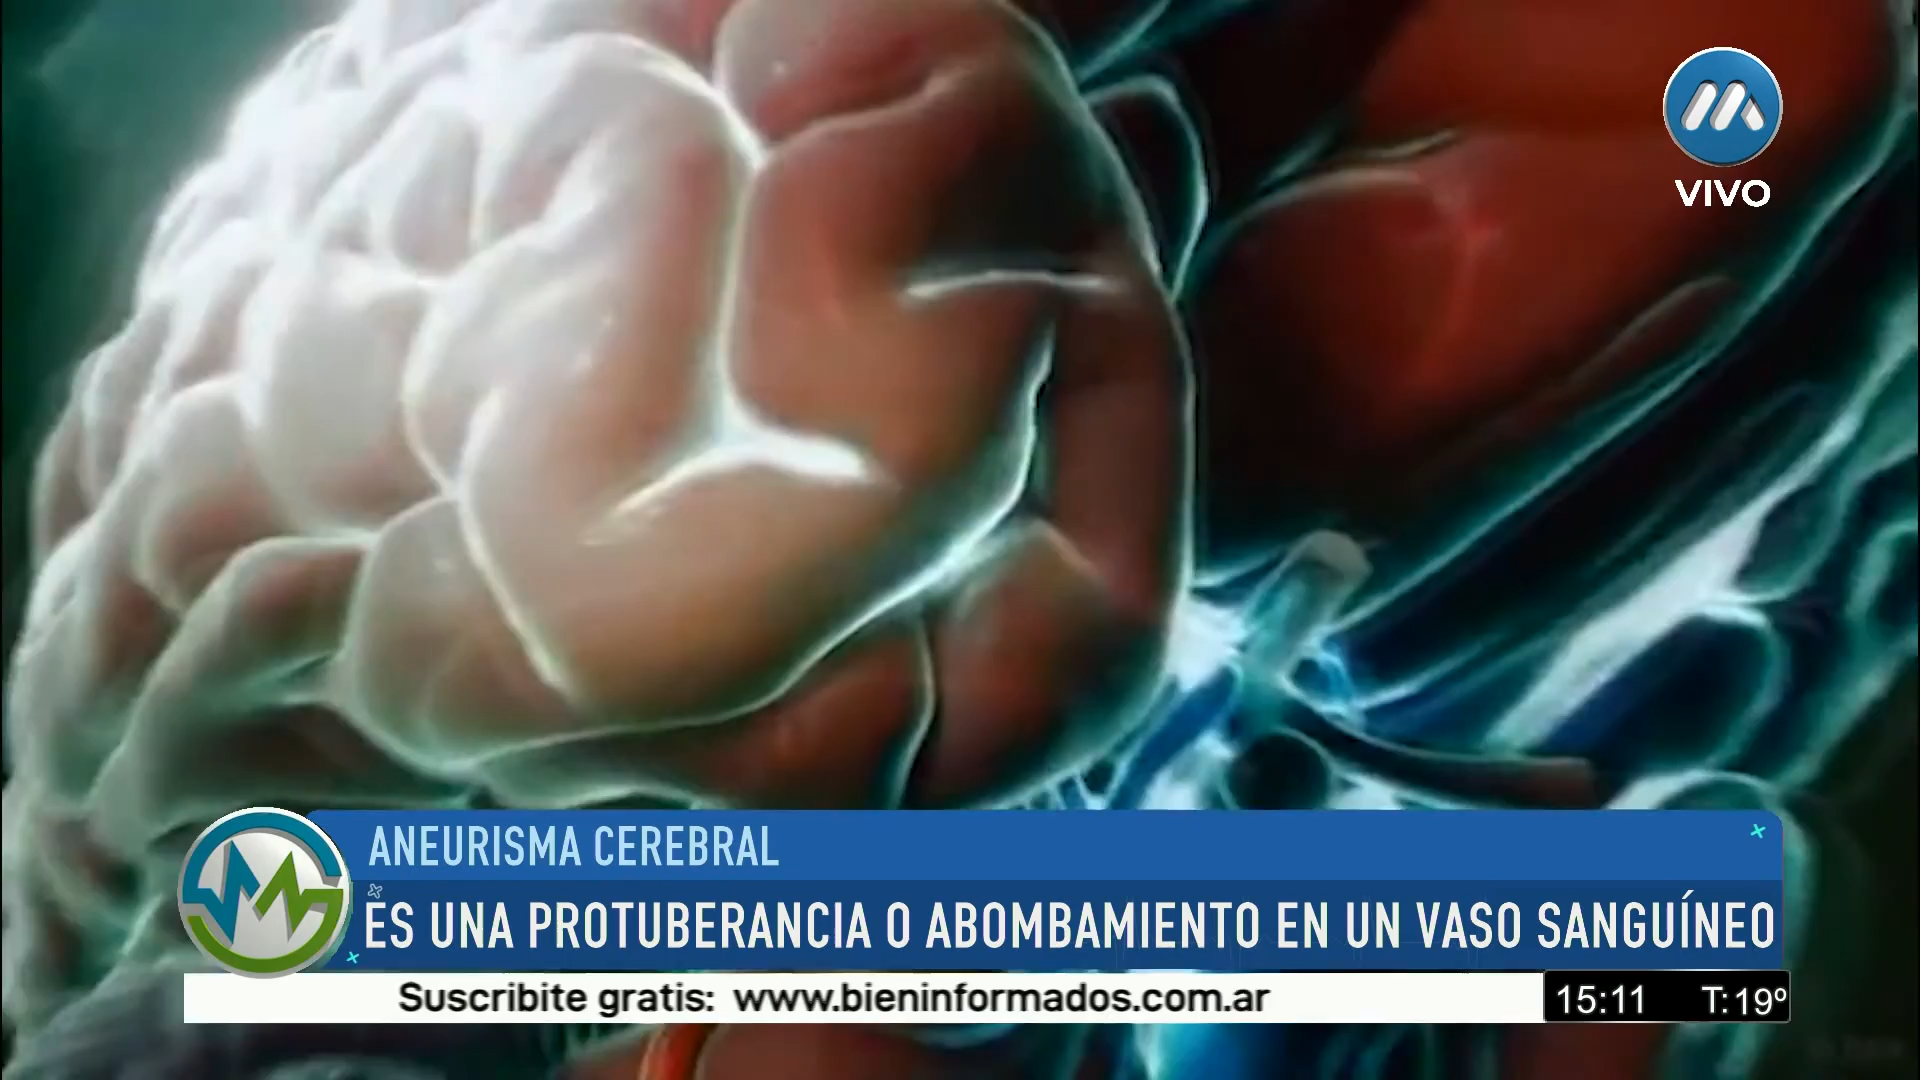 VIVO
ANEURISMA CEREBRAL
ES UNA PROTUBERANCIA O ABOMBAMIENTO EN UN VASO SANGUÍNEO
Suscribite gratis: www.bieninformados.com.ar
15:11 T:19º